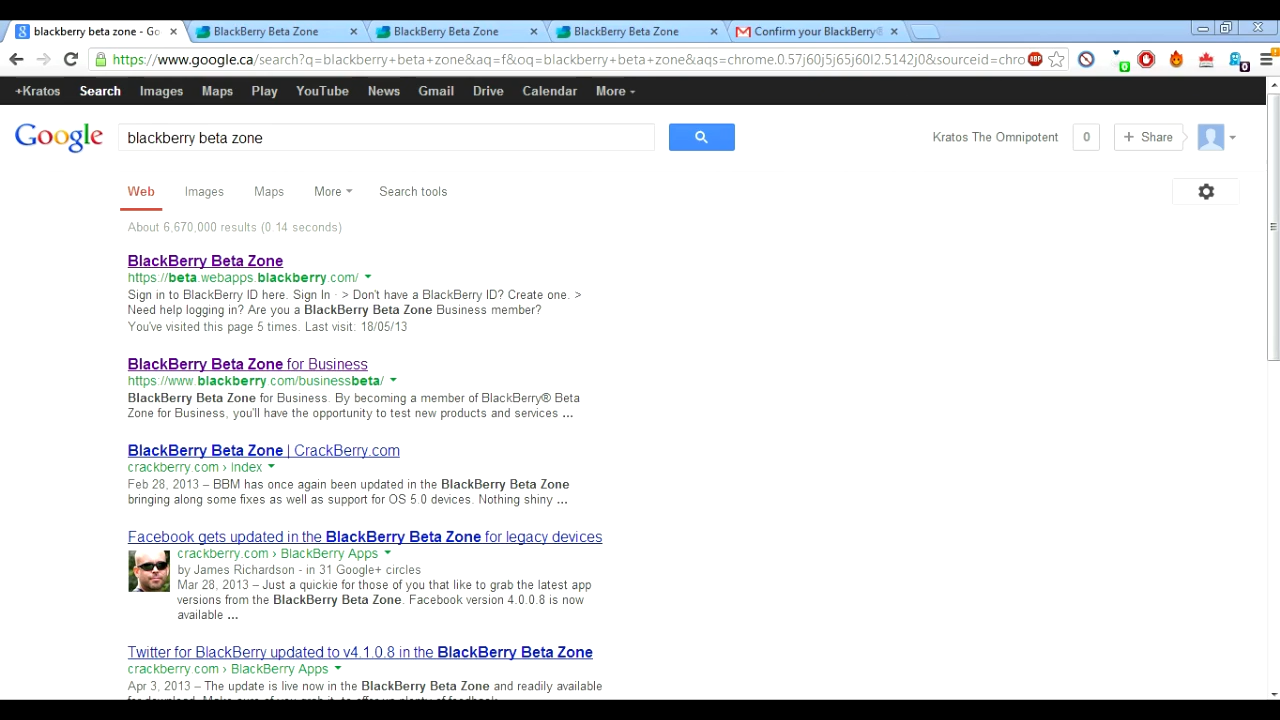 blackberry beta zone - Go
BlackBerry Beta Zone
BlackBerry Beta Zone
BlackBerry Beta Zone
Confirm your BlackBerry®
https://www.google.ca/search?q=blackberry+beta+zone&aq=f&oq=blackberry+beta+zone&aqs=chrome.0.57j60j5j65j60l2.5142j0&sourceid=chro
ABP
0
0
+Kratos Search Images Maps Play YouTube News Gmail Drive Calendar More
Google
blackberry beta zone
Kratos The Omnipotent
0
+ Share
Web Images Maps More Search tools
About 6,670,000 results (0 14 seconds)
BlackBerry Beta Zone
https://beta.webapps.blackberry.com/
Sign in to BlackBerry ID here. Sign In · > Don't have a BlackBerry ID? Create one. >
Need help logging in? Are you a BlackBerry Beta Zone Business member?
You've visited this page 5 times. Last visit: 18/05/13
BlackBerry Beta Zone for Business
https://www.blackberry.com/businessbeta/
BlackBerry Beta Zone for Business. By becoming a member of BlackBerry® Beta
Zone for Business, you'll have the opportunity to test new products and services ...
BlackBerry Beta Zone | CrackBerry.com
crackberry.com › Index
Feb 28, 2013 – BBM has once again been updated in the BlackBerry Beta Zone
bringing along some fixes as well as support for OS 5.0 devices. Nothing shiny ...
Facebook gets updated in the BlackBerry Beta Zone for legacy devices
crackberry.com › BlackBerry Apps
by James Richardson - in 31 Google+ circles
Mar 28, 2013 – Just a quickie for those of you that like to grab the latest app
versions from the BlackBerry Beta Zone. Facebook version 4.0.0.8 is now
available ...
Twitter for BlackBerry updated to v4.1.0.8 in the BlackBerry Beta Zone
crackberry.com › BlackBerry Apps
Apr 3, 2013 – The update is live now in the BlackBerry Beta Zone and readily available